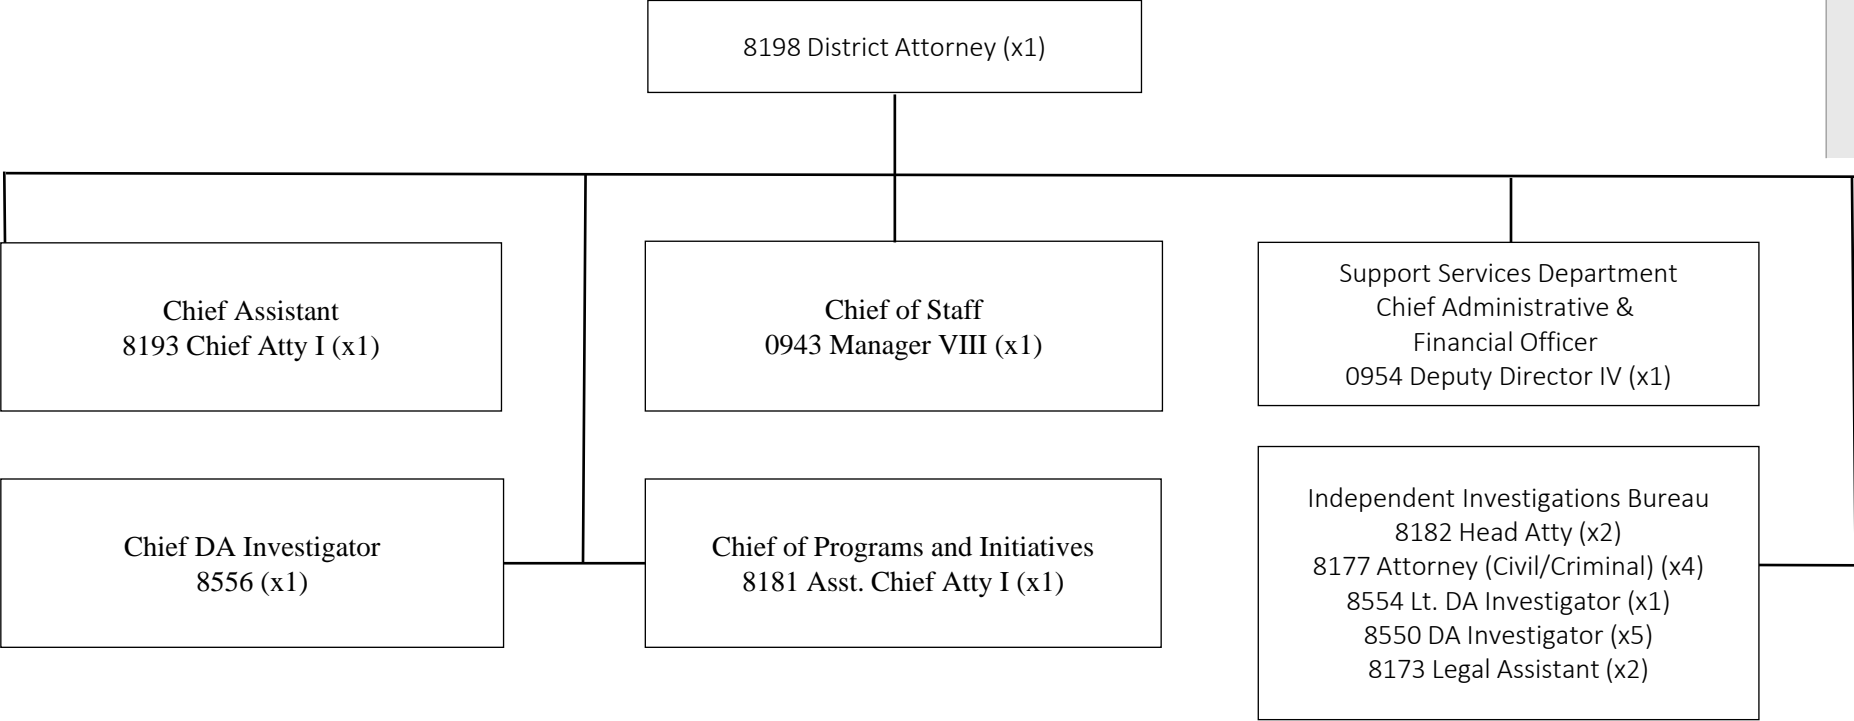 8198 District Attorney (x1)
Chief Assistant
8193 Chief Atty I (x1)
Chief of Staff
0943 Manager VIII (x1)
Support Services Department
Chief Administrative &
Financial Officer
0954 Deputy Director IV (x1)
Chief DA Investigator
8556 (x1)
Chief of Programs and Initiatives
8181 Asst. Chief Atty I (x1)
Independent Investigations Bureau
8182 Head Atty (x2)
8177 Attorney (Civil/Criminal) (x4)
8554 Lt. DA Investigator (x1)
8550 DA Investigator (x5)
8173 Legal Assistant (x2)